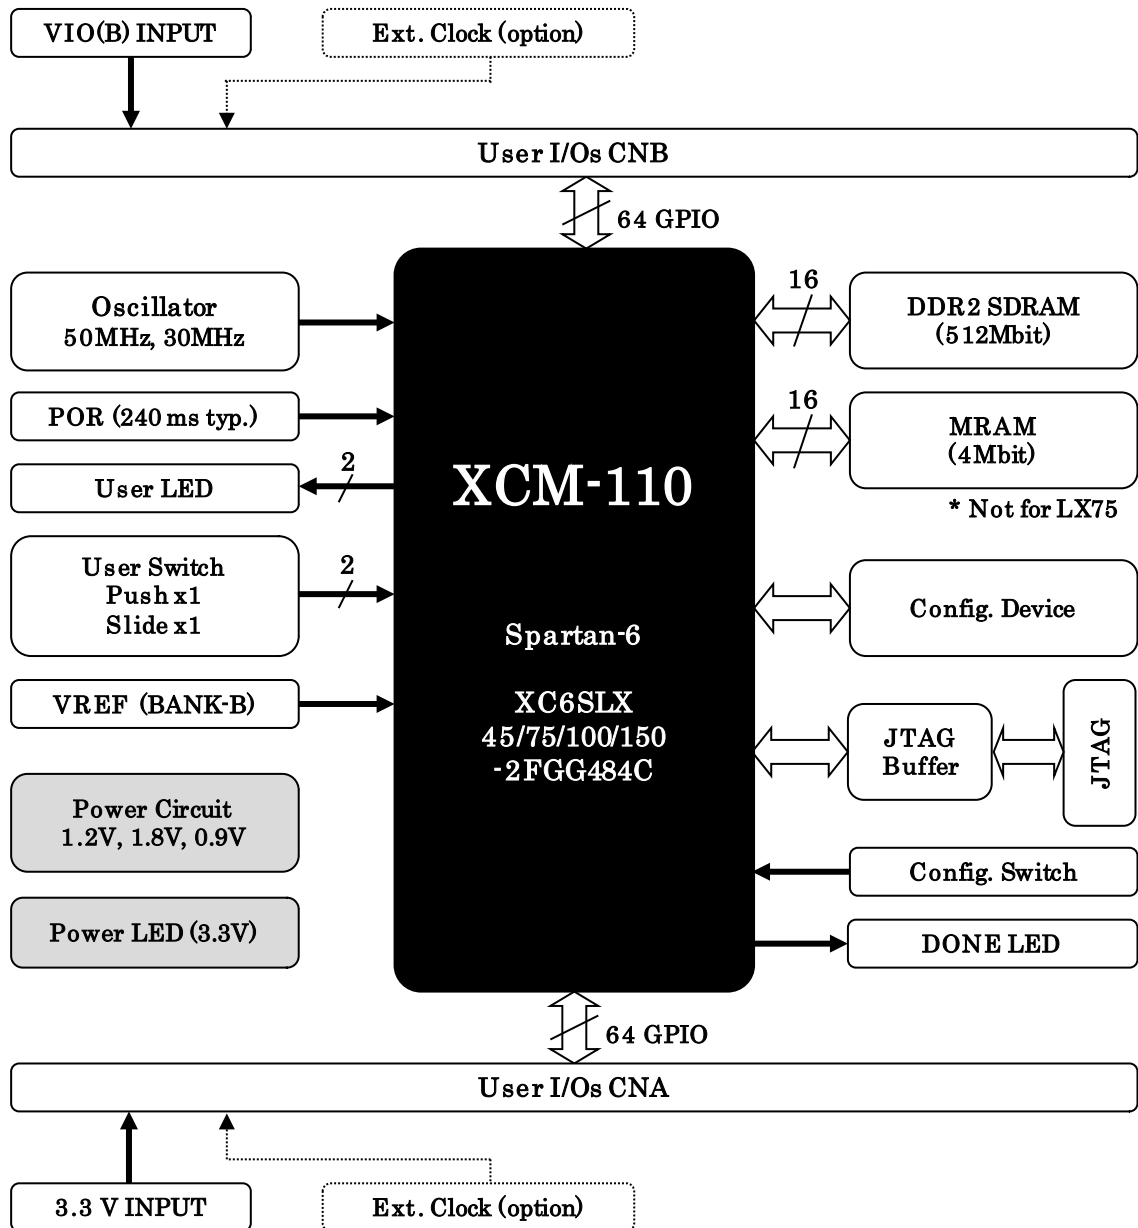 VIO(B) INPUT
Ext. Clock (option)
User I/Os CNB
64 GPIO
Oscillator
50MHz, 30MHz
POR (240 ms typ.)
2
User LED
2
User Switch
Push x1
Slide x1
VREF (BANK-B)
Power Circuit
1.2V, 1.8V, 0.9V
Power LED (3.3V)
XCM-110
Spartan-6
XC6SLX
45/75/100/150
-2FGG484C
16
DDR2 SDRAM
(512Mbit)
16
MRAM
(4Mbit)
* Not for LX75
Config. Device
JTAG
Buffer
JTAG
Config. Switch
DONE LED
64 GPIO
User I/Os CNA
3.3 V INPUT
Ext. Clock (option)